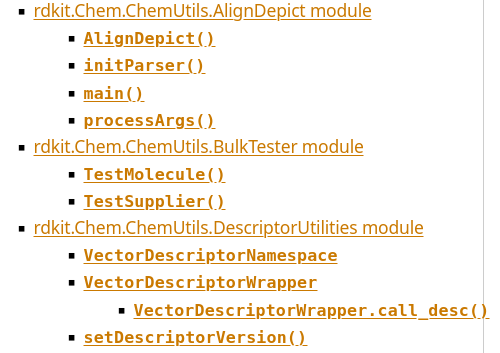 rdkit.Chem.ChemUtils.AlignDepict module
AlignDepict()
initParser()
main()
processArgs()
rdkit.Chem.ChemUtils.BulkTester module
TestMolecule()
TestSupplier()
rdkit.Chem.ChemUtils.DescriptorUtilities module
VectorDescriptorNamespace
VectorDescriptorWrapper
VectorDescriptorWrapper.call_desc()
setDescriptorVersion()